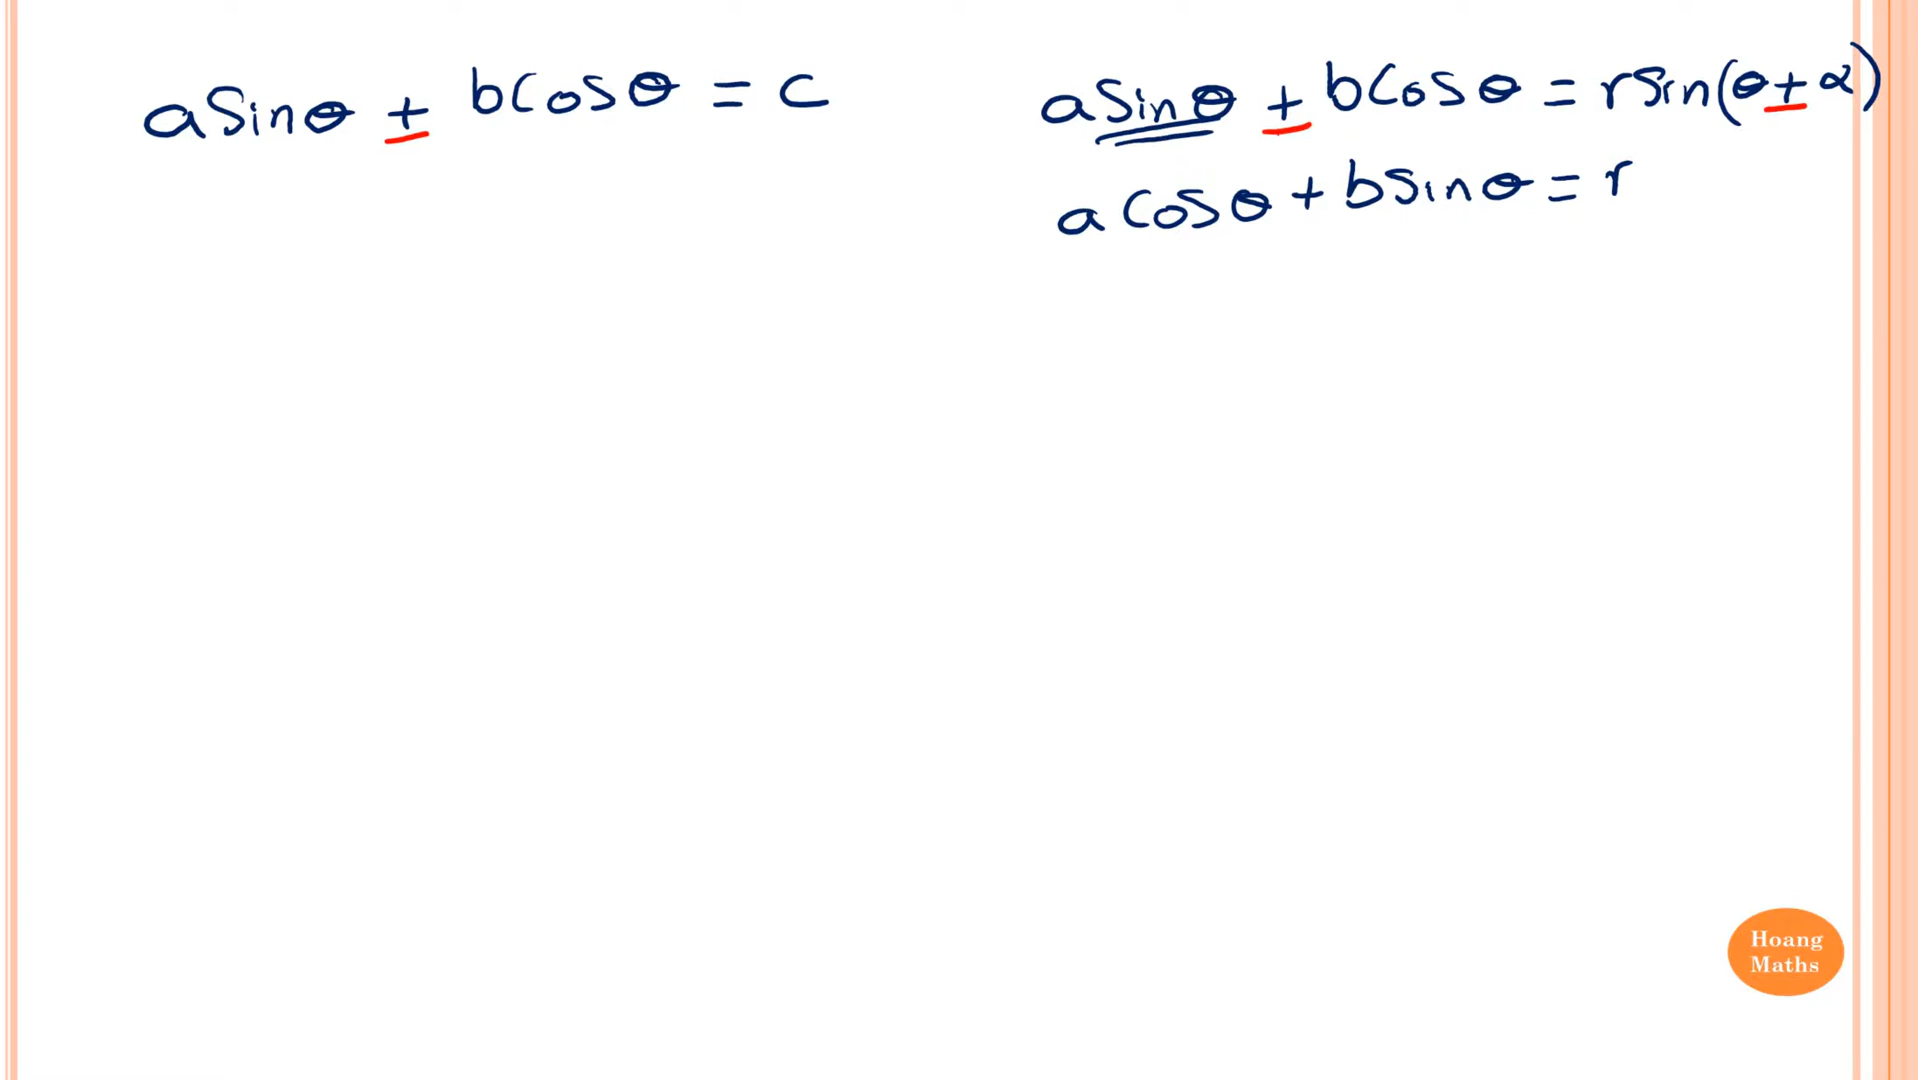 asinθ ± bcosθ = c
asinθ ± bcosθ = rsin(θ±α)
acosθ + bsinθ = r
Hoang
Maths